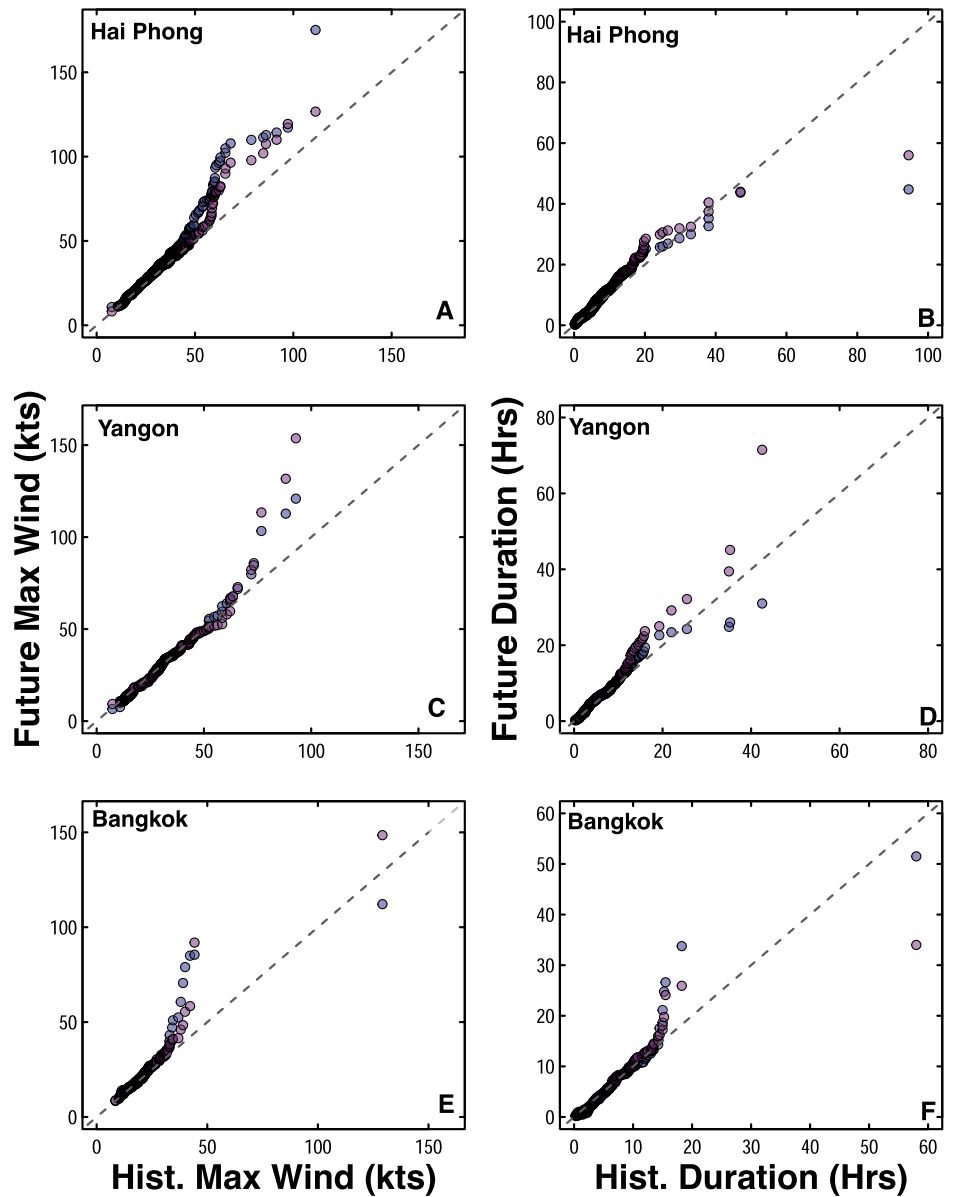 Hai Phong
150
100
50
0
A
0 50 100 150
Hai Phong
100
80
60
40
20
0
B
0 20 40 60 80 100
Future Max Wind (kts)
Yangon
150
100
50
0
C
0 50 100 150
Future Duration (Hrs)
Yangon
80
60
40
20
0
D
0 20 40 60 80
Bangkok
150
100
50
0
E
0 50 100 150
Hist. Max Wind (kts)
Bangkok
60
50
40
30
20
10
0
F
0 10 20 30 40 50 60
Hist. Duration (Hrs)